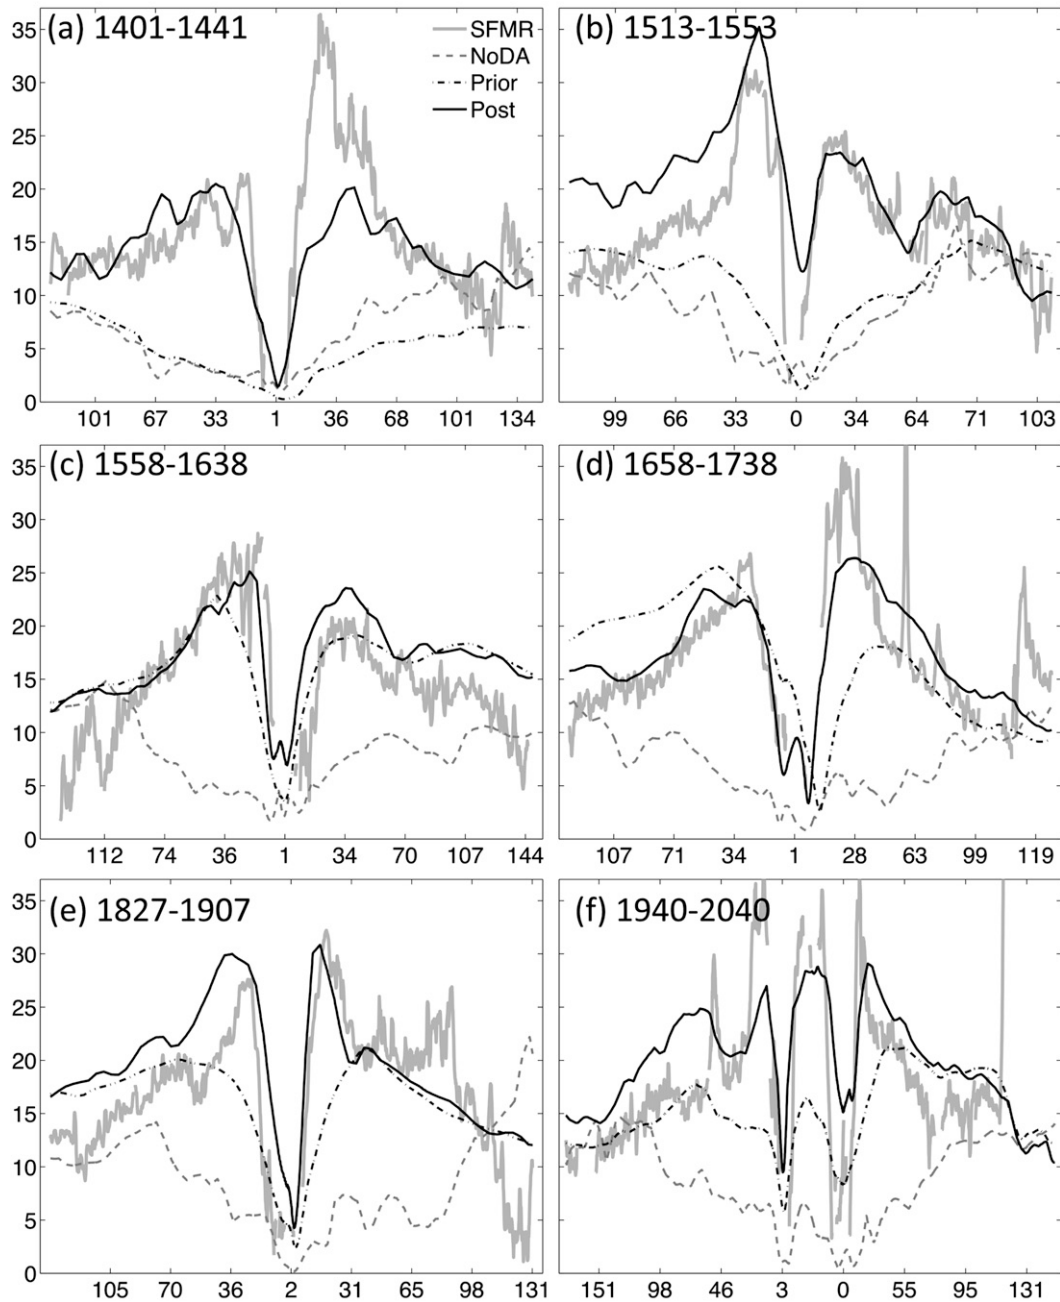 (a) 1401-1441
SFMR
NoDA
Prior
Post
35
30
25
20
15
10
5
0
101 67 33 1 36 68 101 134
(b) 1513-1553
99 66 33 0 34 64 71 103
(c) 1558-1638
35
30
25
20
15
10
5
0
112 74 36 1 34 70 107 144
(d) 1658-1738
107 71 34 1 28 63 99 119
(e) 1827-1907
35
30
25
20
15
10
5
0
105 70 36 2 31 65 98 131
(f) 1940-2040
151 98 46 3 0 55 95 131